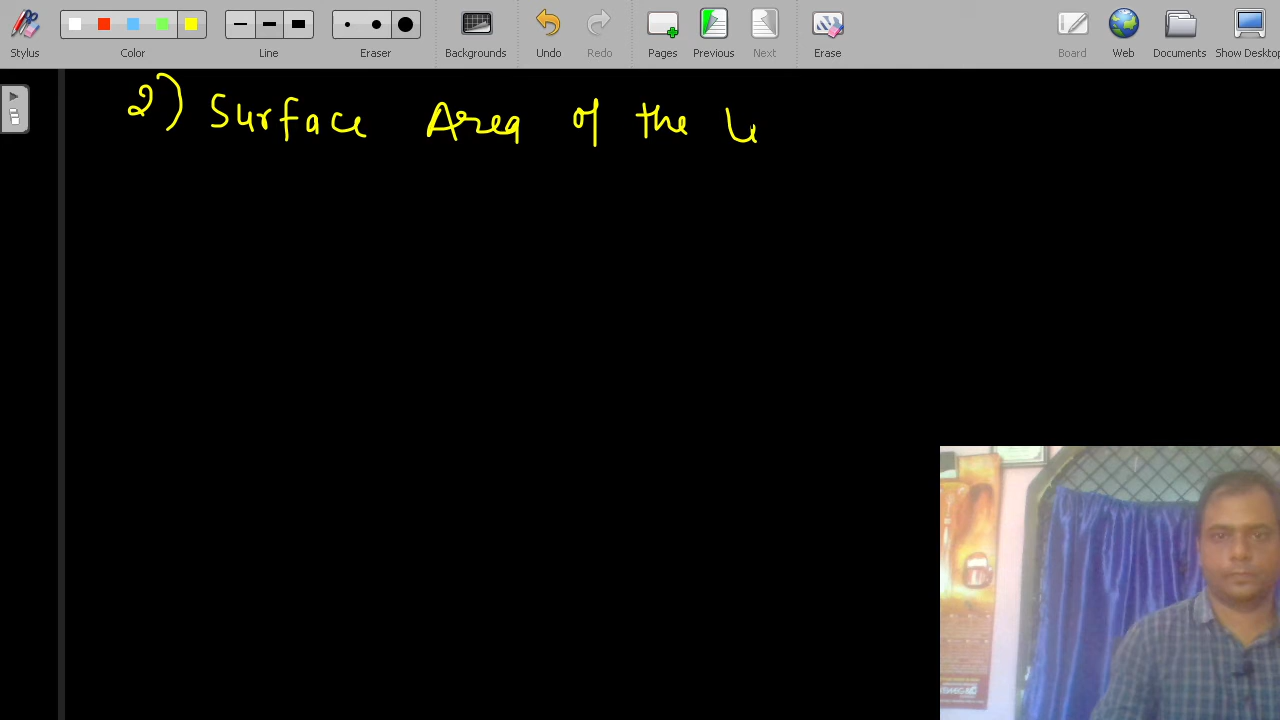 Stylus
Color
Line
Eraser
Backgrounds
Undo
Redo
Pages
Previous
Next
Erase
Board
Web
Documents
Show Desktop
2) Surface Area of the